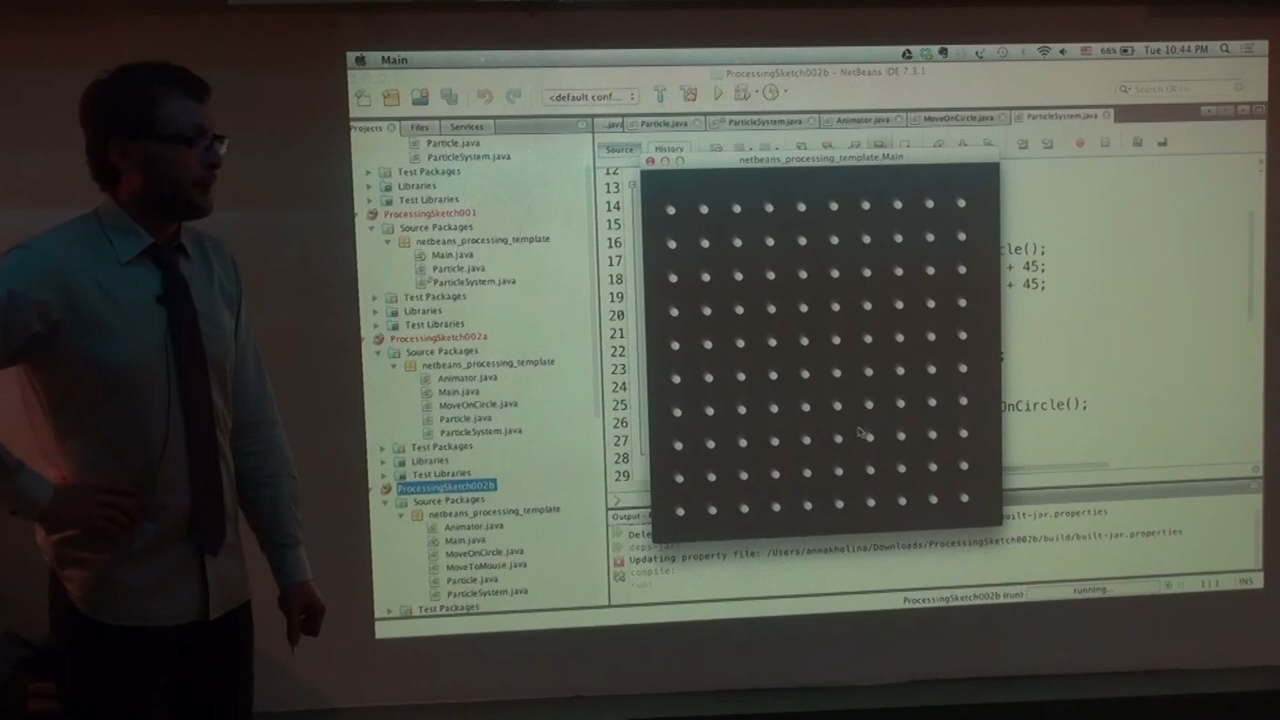 Main
66%
Tue 10:44 PM
ProcessingSketch002b – NetBeans IDE 7.3.1
<default conf...
Projects
Files
Services
Particle.java
ParticleSystem.java
Animator.java
MoveOnCircle.java
ParticleSystem.java
Source
History
netbeans_processing_template.Main
Particle.java
ParticleSystem.java
Test Packages
Libraries
Test Libraries
ProcessingSketch001
Source Packages
netbeans_processing_template
Main.java
Particle.java
ParticleSystem.java
Test Packages
Libraries
Test Libraries
ProcessingSketch002a
Source Packages
netbeans_processing_template
Animator.java
Main.java
MoveOnCircle.java
Particle.java
ParticleSystem.java
Test Packages
Libraries
Test Libraries
ProcessingSketch002b
Source Packages
netbeans_processing_template
Animator.java
Main.java
MoveOnCircle.java
MoveToMouse.java
Particle.java
ParticleSystem.java
Test Packages
12
13
14
15
16
17
18
19
20
21
22
23
24
25
26
27
28
29
cle();
+ 45;
+ 45;
OnCircle();
Output -
built-jar.properties
deps-jar:
Updating property file: /Users/annakholina/Downloads/ProcessingSketch002b/build/built-jar.properties
compile:
run:
ProcessingSketch002b (run)
running...
INS